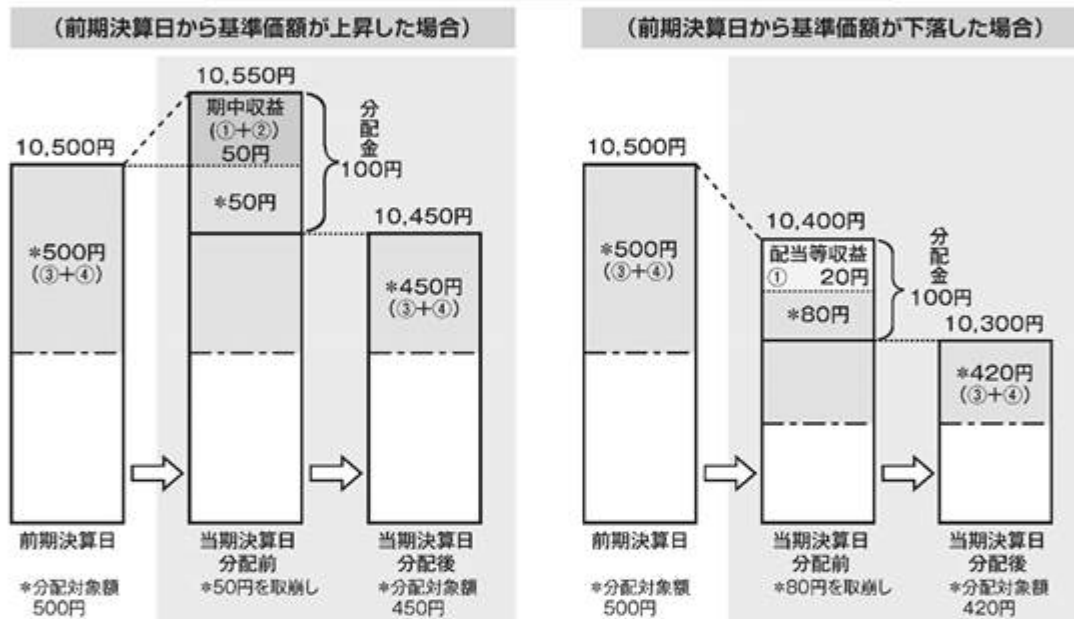 (前期決算日から基準価額が上昇した場合)
10,550円
期中収益
(①+②)
50円
*50円
分配金
100円
10,500円
*500円
(③+④)
10,450円
*450円
(③+④)
前期決算日
当期決算日
分配前
当期決算日
分配後
*分配対象額
500円
*50円を取崩し
*分配対象額
450円
(前期決算日から基準価額が下落した場合)
10,500円
*500円
(③+④)
10,400円
配当等収益
① 20円
*80円
分配金
100円
10,300円
*420円
(③+④)
前期決算日
当期決算日
分配前
当期決算日
分配後
*分配対象額
500円
*80円を取崩し
*分配対象額
420円